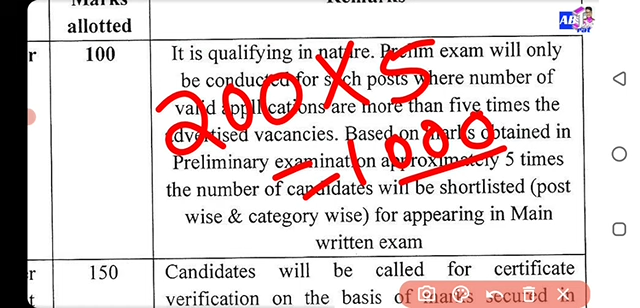 Marks
allotted
Remarks
r
100
It is qualifying in nature. Prelim exam will only
be conducted for such posts where number of
valid applications are more than five times the
advertised vacancies. Based on marks obtained in
Preliminary examination approximately 5 times
the number of candidates will be shortlisted (post
wise & category wise) for appearing in Main
written exam
200 X 5
= 1000
er
t
150
Candidates will be called for certificate
verification on the basis of marks secured in